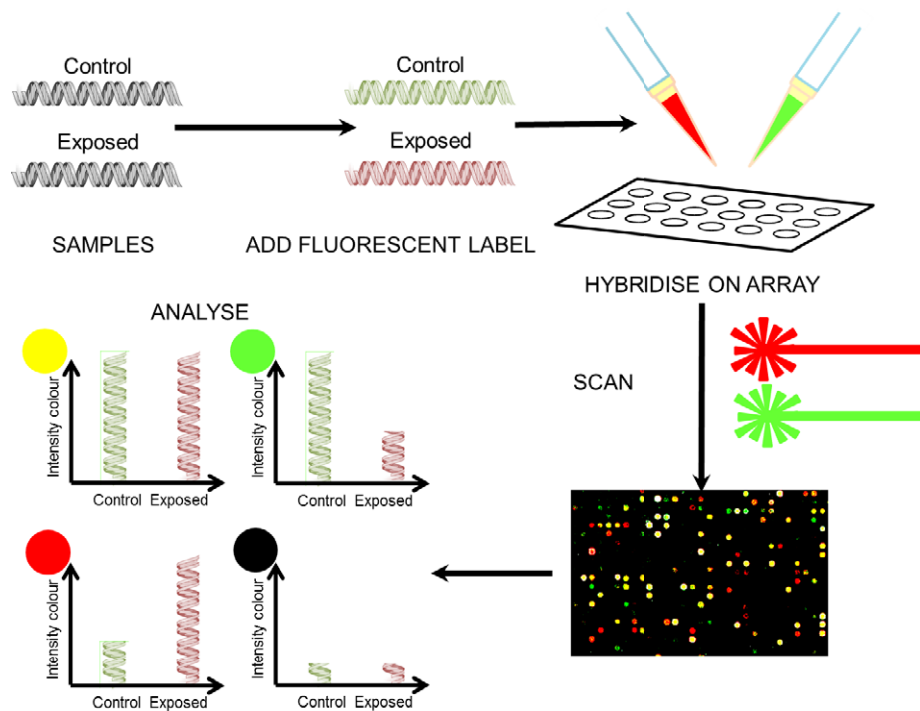 Control
Exposed
SAMPLES
Control
Exposed
ADD FLUORESCENT LABEL
HYBRIDISE ON ARRAY
SCAN
ANALYSE
Intensity colour
Control Exposed
Intensity colour
Control Exposed
Intensity colour
Control Exposed
Intensity colour
Control Exposed